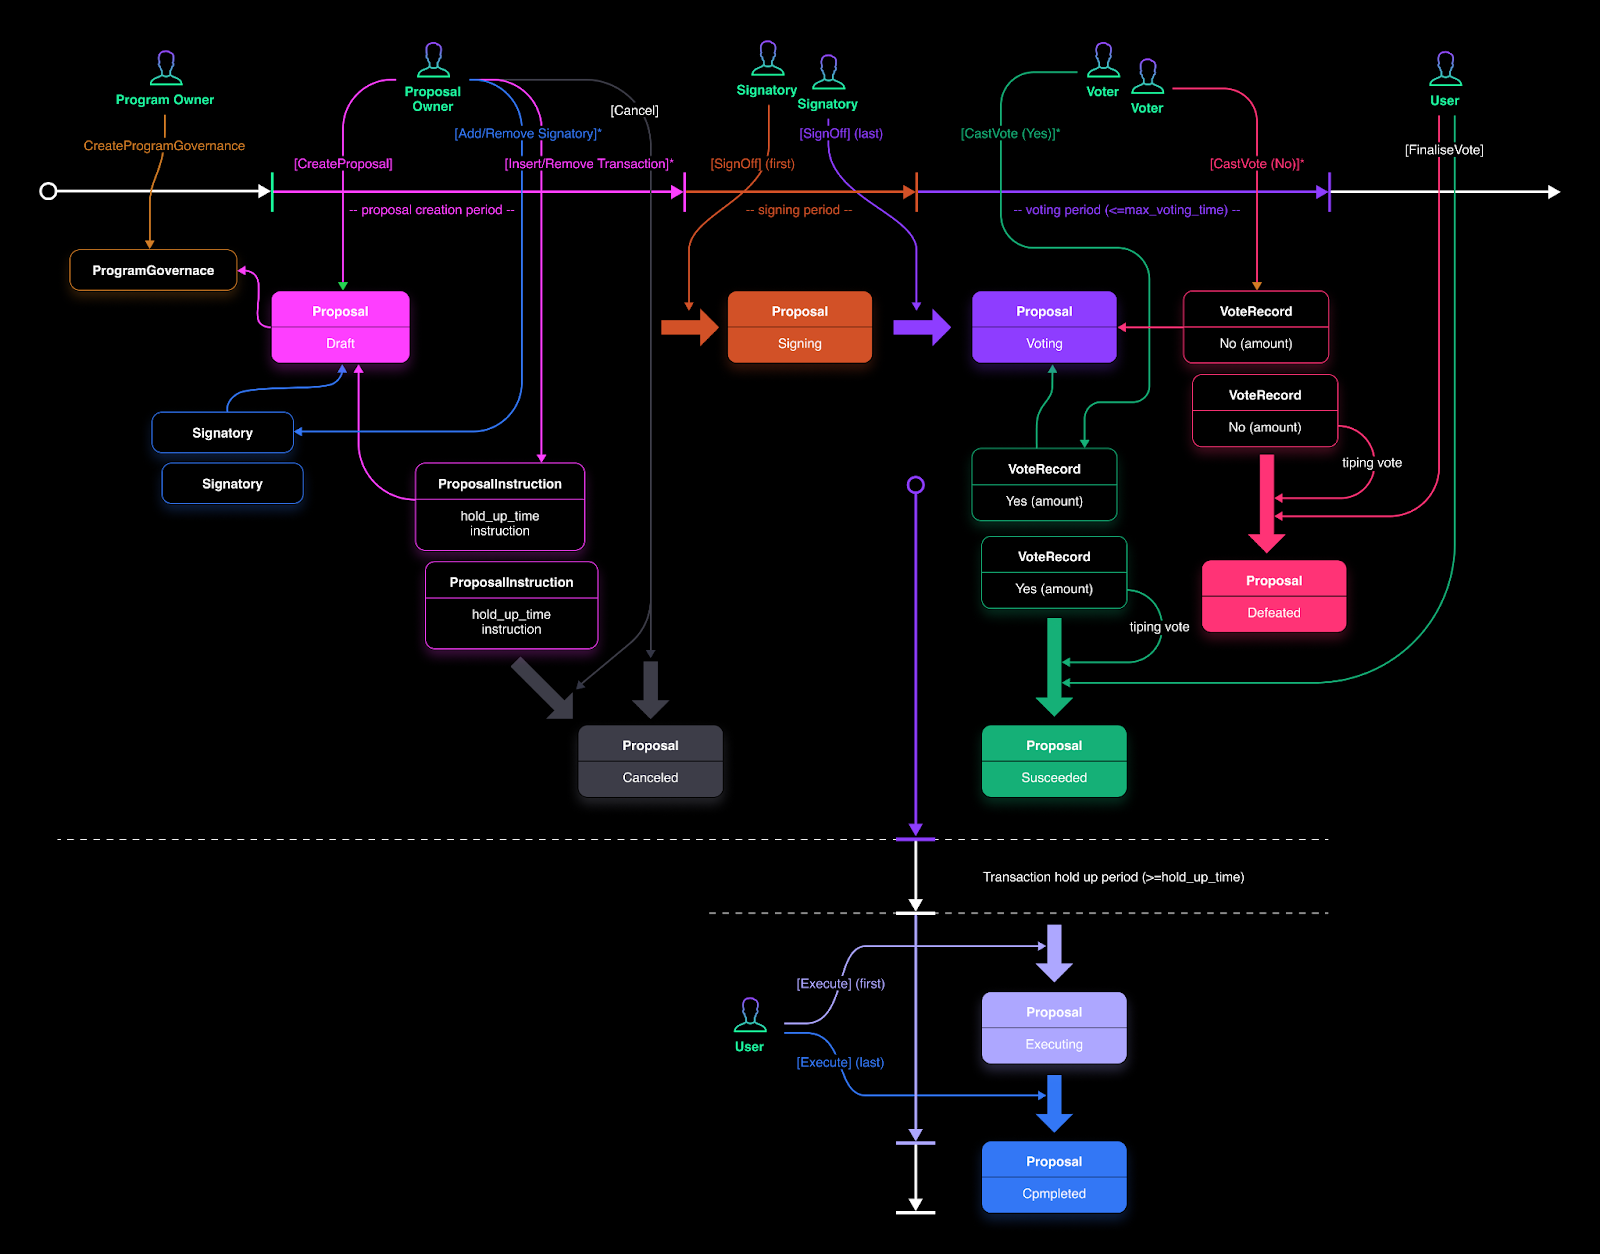 Program Owner
Proposal
Owner
Signatory
Signatory
Voter
Voter
User
[Cancel]
CreateProgramGovernance
[Add/Remove Signatory]*
[SignOff] (last)
[CastVote (Yes)]*
[FinaliseVote]
[CreateProposal]
[Insert/Remove Transaction]*
[SignOff] (first)
[CastVote (No)]*
-- proposal creation period --
-- signing period --
-- voting period (<=max_voting_time) --
ProgramGovernace
Proposal
Draft
Proposal
Signing
Proposal
Voting
VoteRecord
No (amount)
VoteRecord
No (amount)
tiping vote
Signatory
Signatory
ProposalInstruction
hold_up_time
instruction
ProposalInstruction
hold_up_time
instruction
VoteRecord
Yes (amount)
VoteRecord
Yes (amount)
tiping vote
Proposal
Defeated
Proposal
Canceled
Proposal
Susceeded
Transaction hold up period (>=hold_up_time)
[Execute] (first)
User
[Execute] (last)
Proposal
Executing
Proposal
Cpmpleted